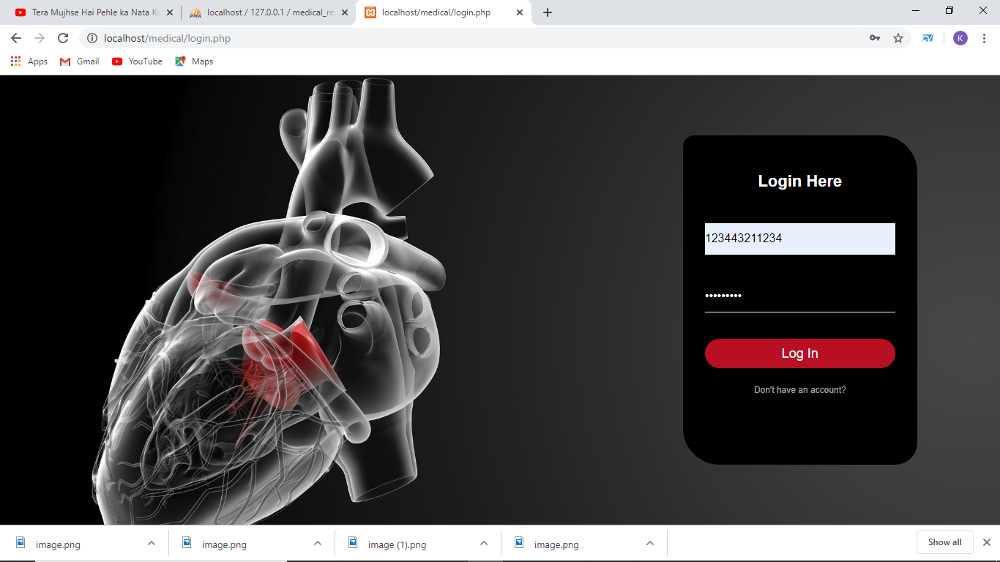 Tera Mujhse Hai Pehle ka Nata Ko
localhost / 127.0.0.1 / medical_re
localhost/medical/login.php
localhost/medical/login.php
K
Apps
Gmail
YouTube
Maps
Login Here
123443211234
•••••••••
Log In
Don't have an account?
image.png
image.png
image (1).png
image.png
Show all